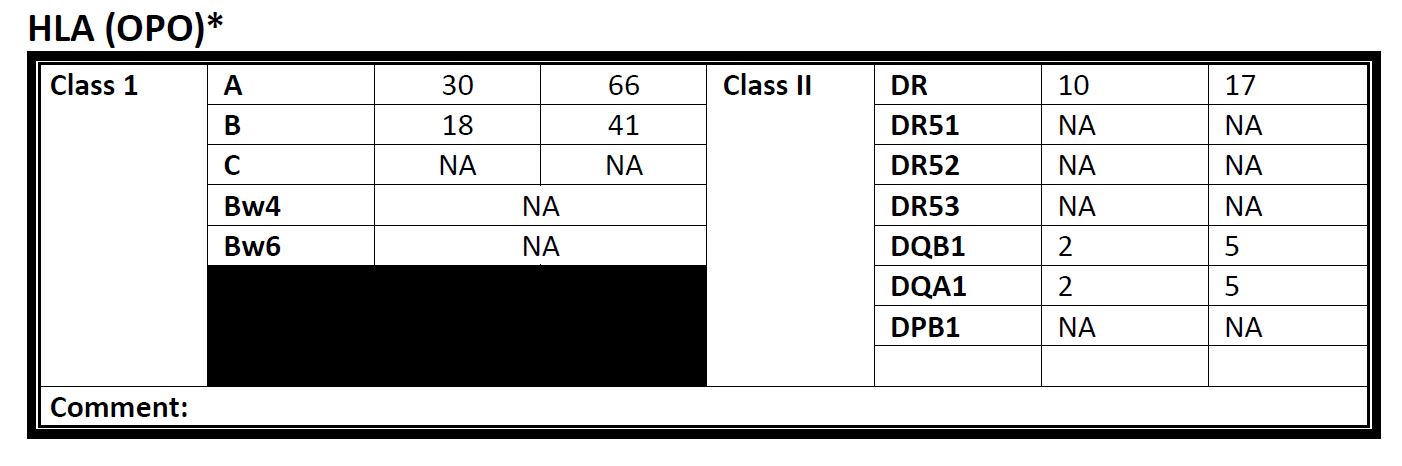 HLA (OPO)*
Class 1 A 30 66 Class II DR 10 17
B 18 41 DR51 NA NA
C NA NA DR52 NA NA
Bw4 NA DR53 NA NA
Bw6 NA DQB1 2 5
DQA1 2 5
DPB1 NA NA
Comment: